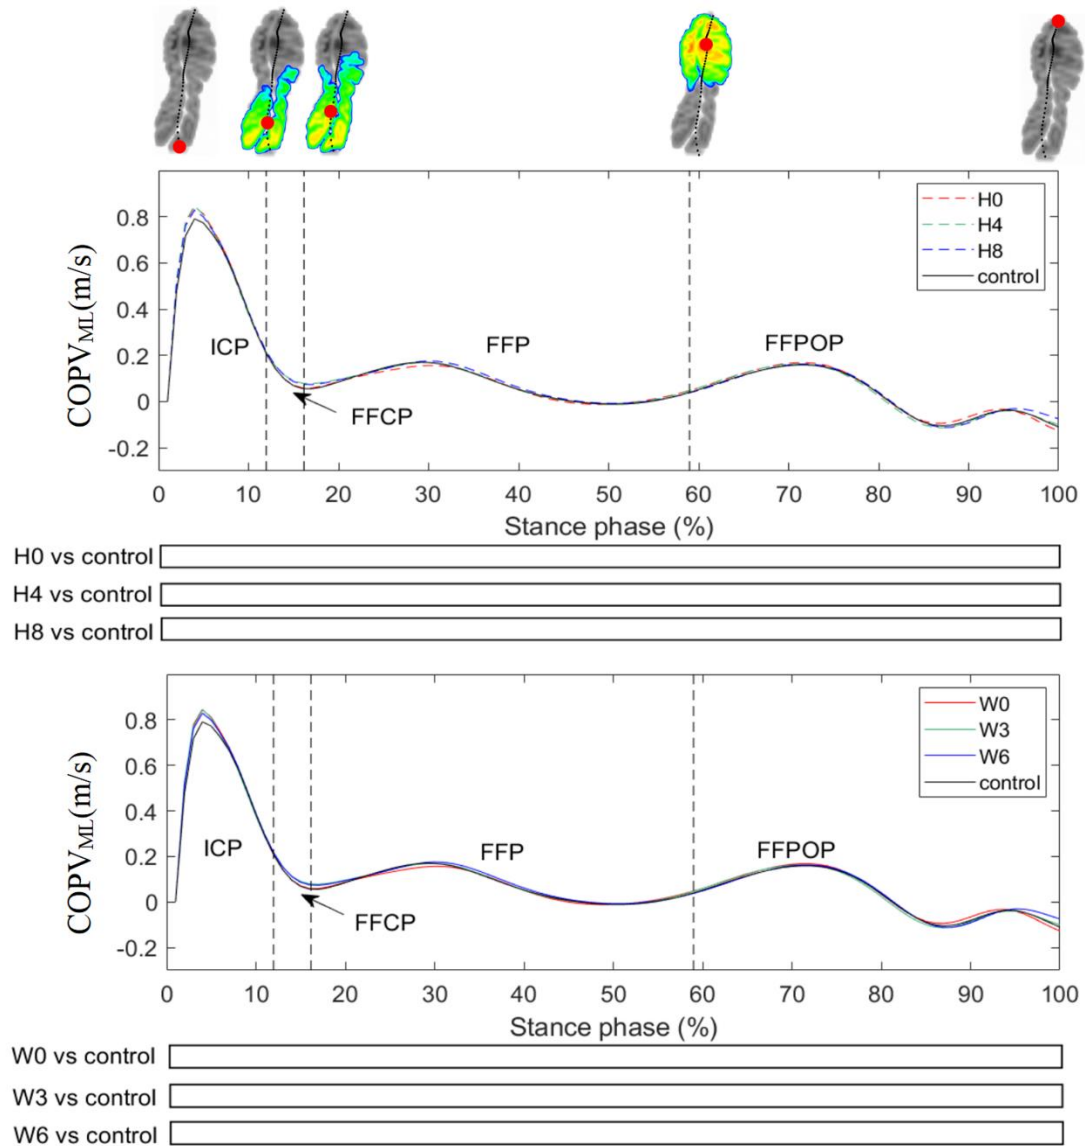 0.8
0.6
0.4
0.2
0
-0.2
COPV_ML(m/s)
H0
H4
H8
control
ICP
FFCP
FFP
FFPOP
0 10 20 30 40 50 60 70 80 90 100
Stance phase (%)
H0 vs control
H4 vs control
H8 vs control
0.8
0.6
0.4
0.2
0
-0.2
COPV_ML(m/s)
W0
W3
W6
control
ICP
FFCP
FFP
FFPOP
0 10 20 30 40 50 60 70 80 90 100
Stance phase (%)
W0 vs control
W3 vs control
W6 vs control